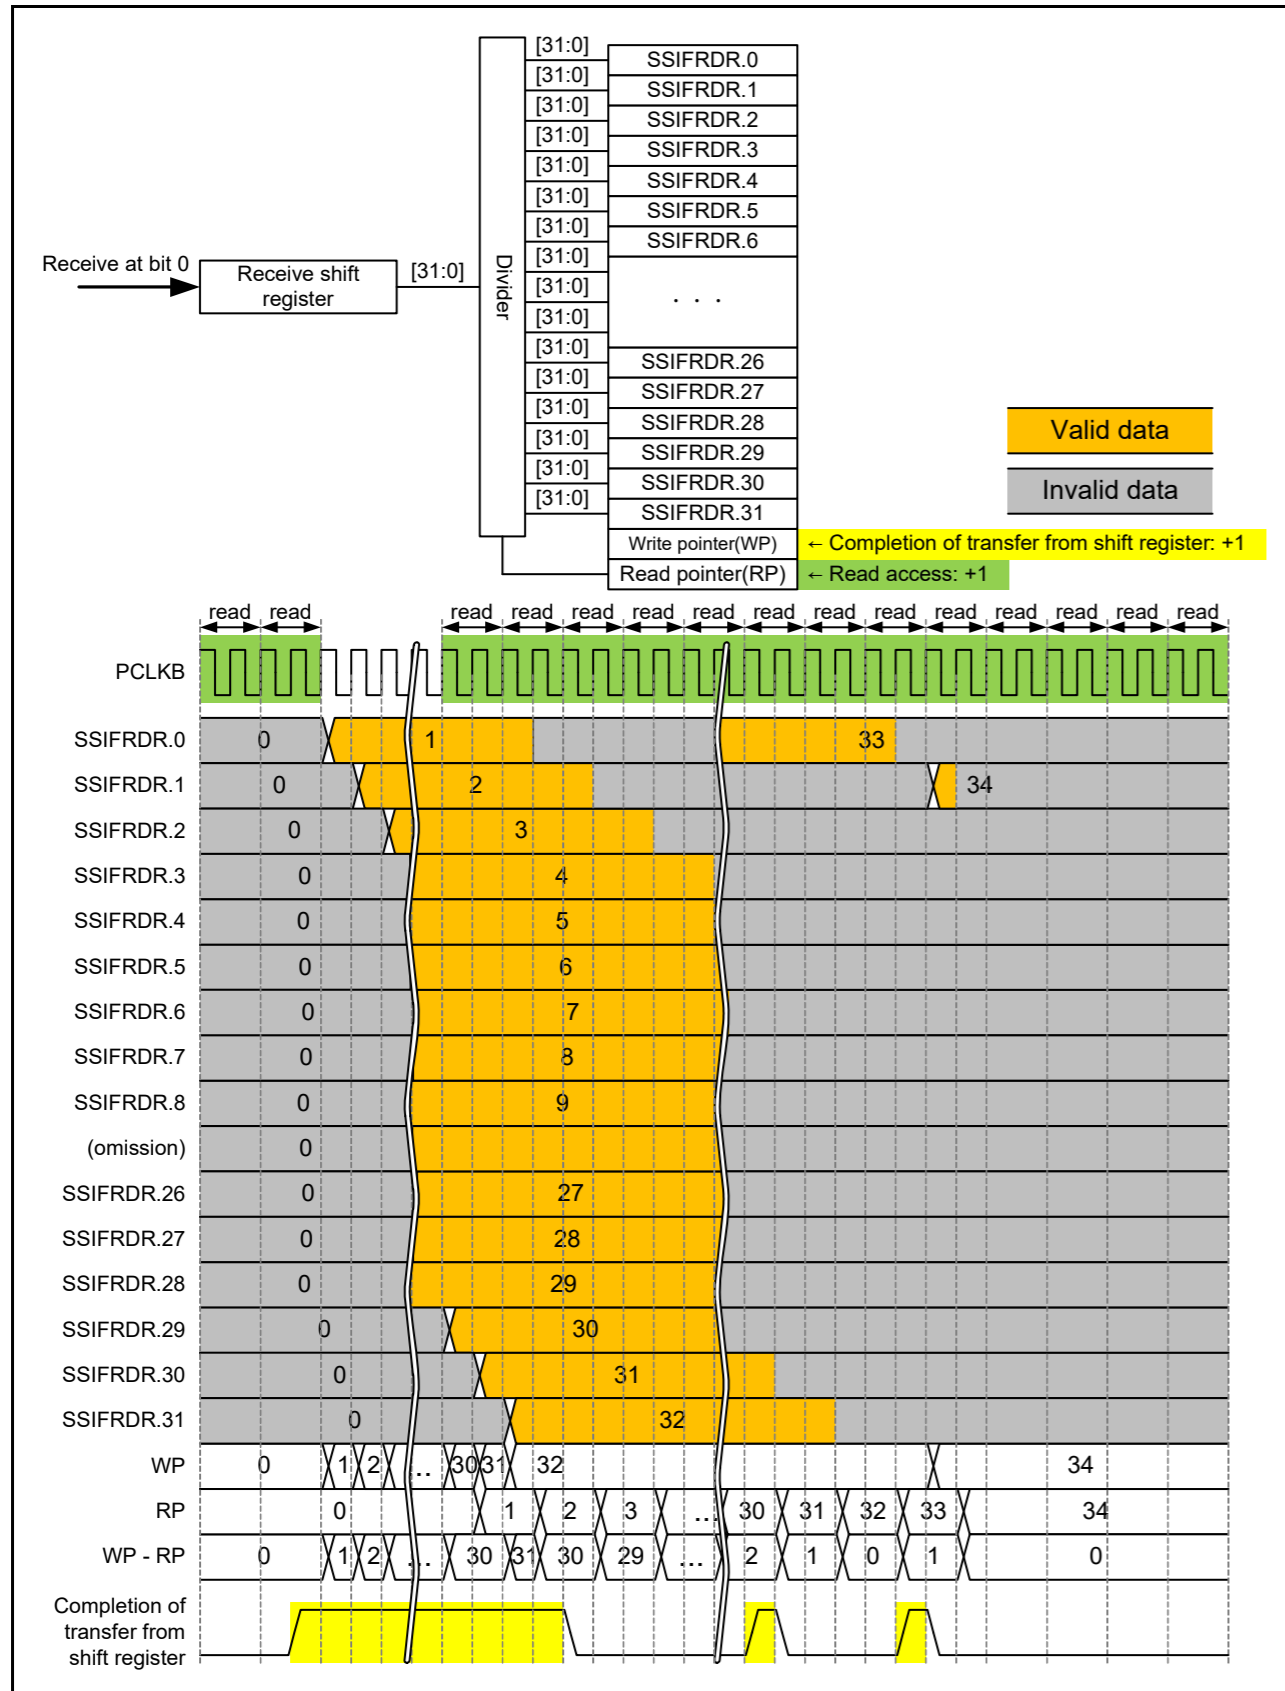 [31:0]
SSIFRDR.0
[31:0]
SSIFRDR.1
[31:0]
SSIFRDR.2
[31:0]
SSIFRDR.3
[31:0]
SSIFRDR.4
[31:0]
SSIFRDR.5
[31:0]
SSIFRDR.6
[31:0]
Receive at bit 0
Receive shift
register
[31:0]
Divider
[31:0]
. . .
[31:0]
[31:0]
SSIFRDR.26
[31:0]
SSIFRDR.27
[31:0]
SSIFRDR.28
[31:0]
SSIFRDR.29
[31:0]
SSIFRDR.30
[31:0]
SSIFRDR.31
Valid data
Invalid data
Write pointer(WP) ← Completion of transfer from shift register: +1
Read pointer(RP) ← Read access: +1
read read read read read read read read read read read read read read read
PCLKB
SSIFRDR.0 0 1 33
SSIFRDR.1 0 2 34
SSIFRDR.2 0 3
SSIFRDR.3 0 4
SSIFRDR.4 0 5
SSIFRDR.5 0 6
SSIFRDR.6 0 7
SSIFRDR.7 0 8
SSIFRDR.8 0 9
(omission) 0
SSIFRDR.26 0 27
SSIFRDR.27 0 28
SSIFRDR.28 0 29
SSIFRDR.29 0 30
SSIFRDR.30 0 31
SSIFRDR.31 0 32
WP 0 1 2 ... 30 31 32 34
RP 0 1 2 3 ... 30 31 32 33 34
WP - RP 0 1 2 ... 30 31 30 29 ... 2 1 0 1 0
Completion of
transfer from
shift register